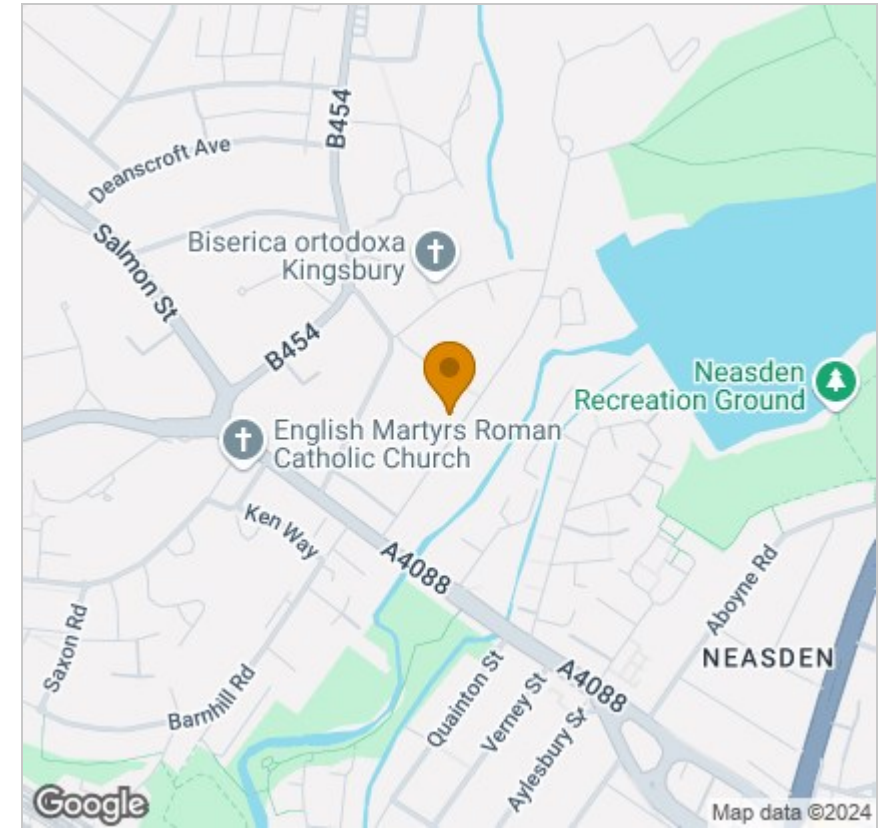 B454
Deanscroft Ave
Salmon St
Biserica ortodoxa
Kingsbury
B454
Neasden
Recreation Ground
English Martyrs Roman
Catholic Church
Ken Way
A4088
Aboyne Rd
Saxon Rd
NEASDEN
Barnhill Rd
Quainton St
Verney St
A4088
Aylesbury St
Google
Map data ©2024